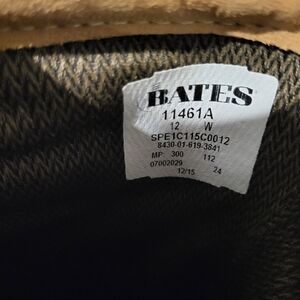 BATES
11461A
12 W
SPE1C115C0012
8430-01-619-3841
MP: 300 112
07002029
12/15 24